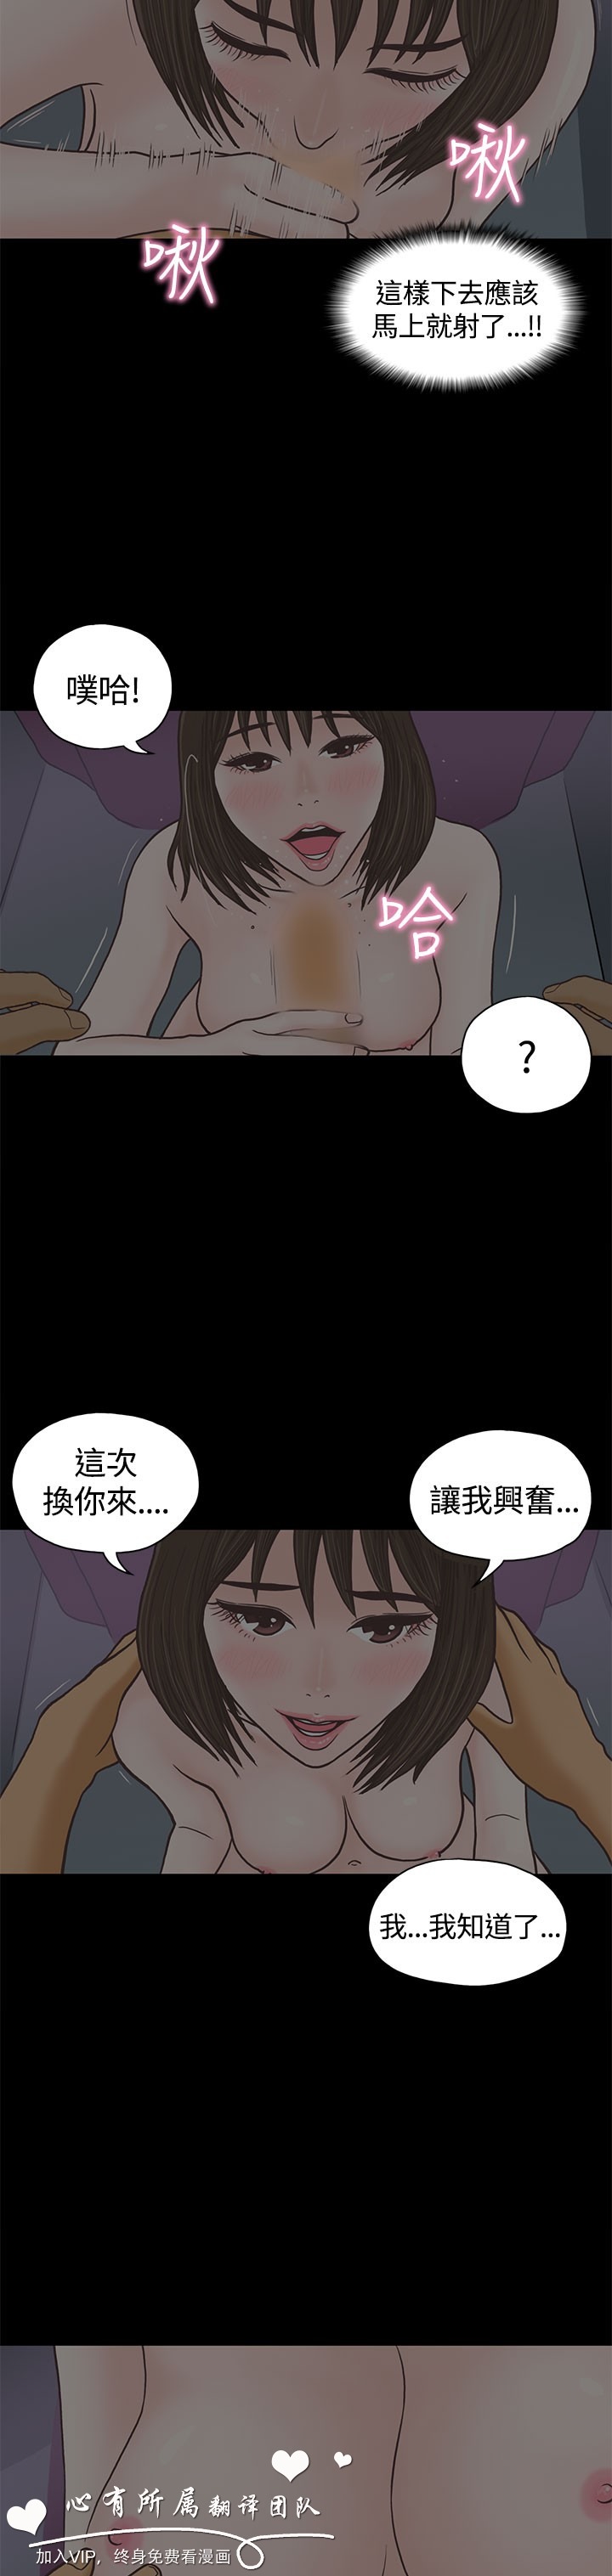 啾
啾
這樣下去應該
馬上就射了...!!
噗哈!
哈
?
這次
換你來....
讓我興奮...
我...我知道了...
心有所属翻译团队
加入VIP，终身免费看漫画